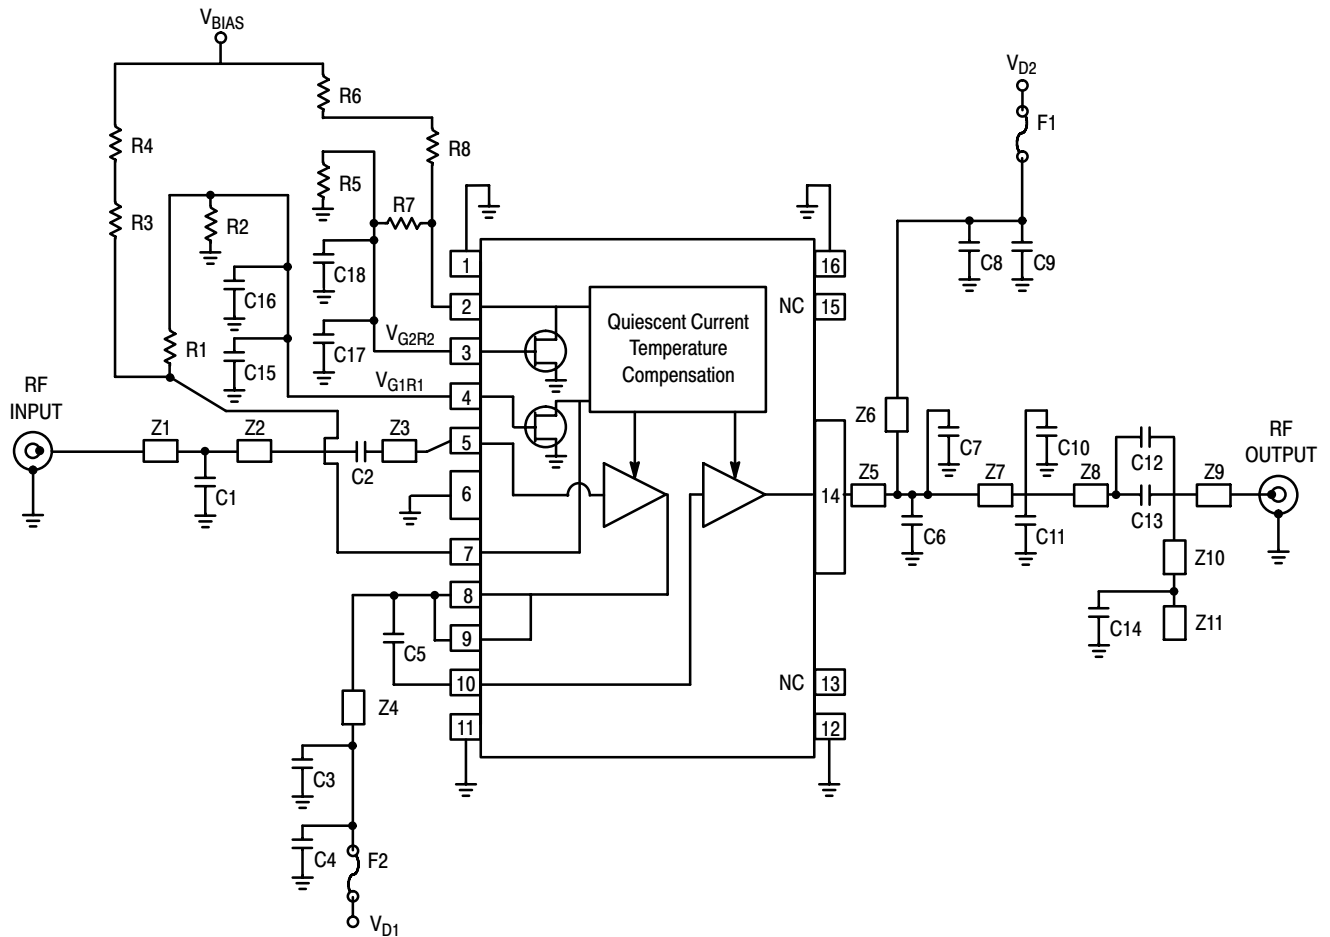 VBIAS
R6
R4
R8
R5
R3
R2
R7
C18
C16
R1
C17
C15
VG2R2
VG1R1
RF
INPUT
Z1
Z2
C2
Z3
C1
1
2
3
4
5
6
7
8
9
10
11
Quiescent Current
Temperature
Compensation
16
NC 15
14
NC 13
12
C5
Z4
C3
C4
F2
VD1
VD2
F1
C8
C9
Z6
C7
C10
Z5
Z7
Z8
C12
C13
Z9
RF
OUTPUT
C6
C11
Z10
C14
Z11